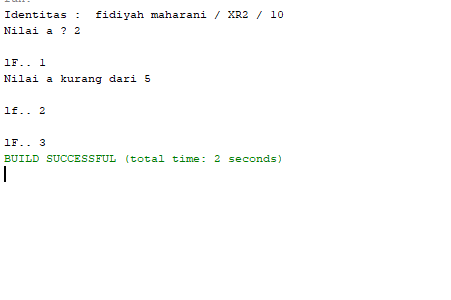 run:
Identitas :  fidiyah maharani / XR2 / 10
Nilai a ? 2
lF.. 1
Nilai a kurang dari 5
lf.. 2
lF.. 3
BUILD SUCCESSFUL (total time: 2 seconds)